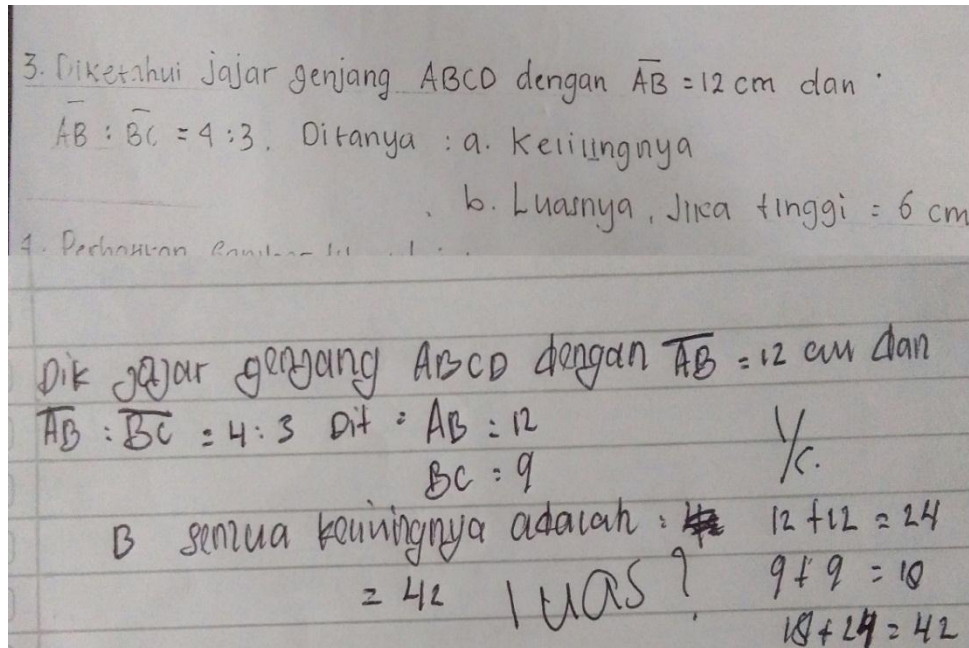 3. Diketahui jajar genjang ABCD dengan AB = 12 cm dan
AB : BC = 4 : 3. Ditanya : a. Kelilingnya
b. Luasnya, Jika tinggi = 6 cm
4. Perhatikan
Dik jajar genjang ABCD dengan AB = 12 cm dan
AB : BC = 4 : 3 Dit : AB = 12
BC = 9
B semua kelilingnya adalah : 12 + 12 = 24
= 42 luas? 9 + 9 = 18
18 + 24 = 42